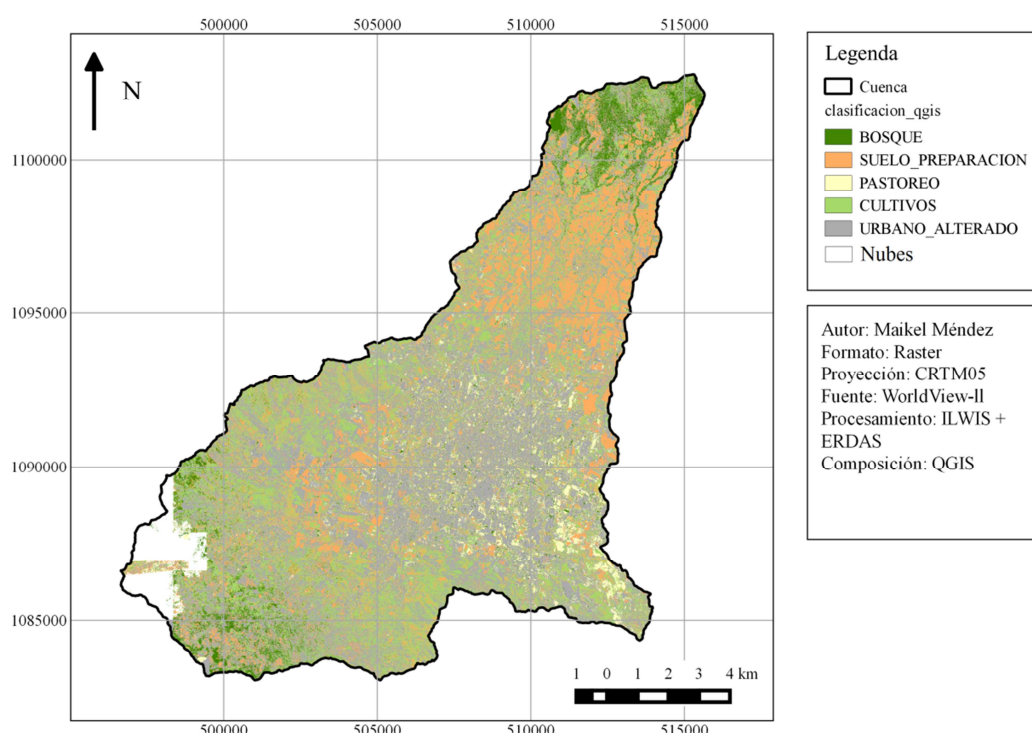 500000 505000 510000 515000
N
1100000
1095000
1090000
1085000
1 0 1 2 3 4 km
500000 505000 510000 515000
Legenda
Cuenca
clasificacion_qgis
BOSQUE
SUELO_PREPARACION
PASTOREO
CULTIVOS
URBANO_ALTERADO
Nubes
Autor: Maikel Méndez
Formato: Raster
Proyección: CRTM05
Fuente: WorldView-II
Procesamiento: ILWIS +
ERDAS
Composición: QGIS